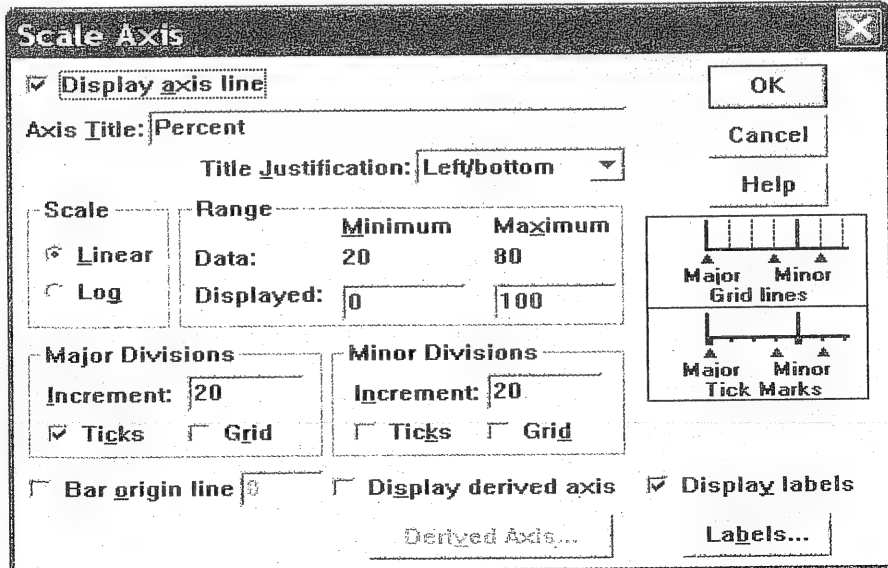 Scale Axis
Display axis line
OK
Axis Title: Percent
Cancel
Title Justification: Left/bottom
Help
Scale
Range
Minimum Maximum
Linear
Data: 20 80
Log
Displayed: 0 100
Major Minor
Grid lines
Major Minor
Tick Marks
Major Divisions
Increment: 20
Ticks Grid
Minor Divisions
Increment: 20
Ticks Grid
Bar origin line 0
Display derived axis
Display labels
Derived Axis...
Labels...